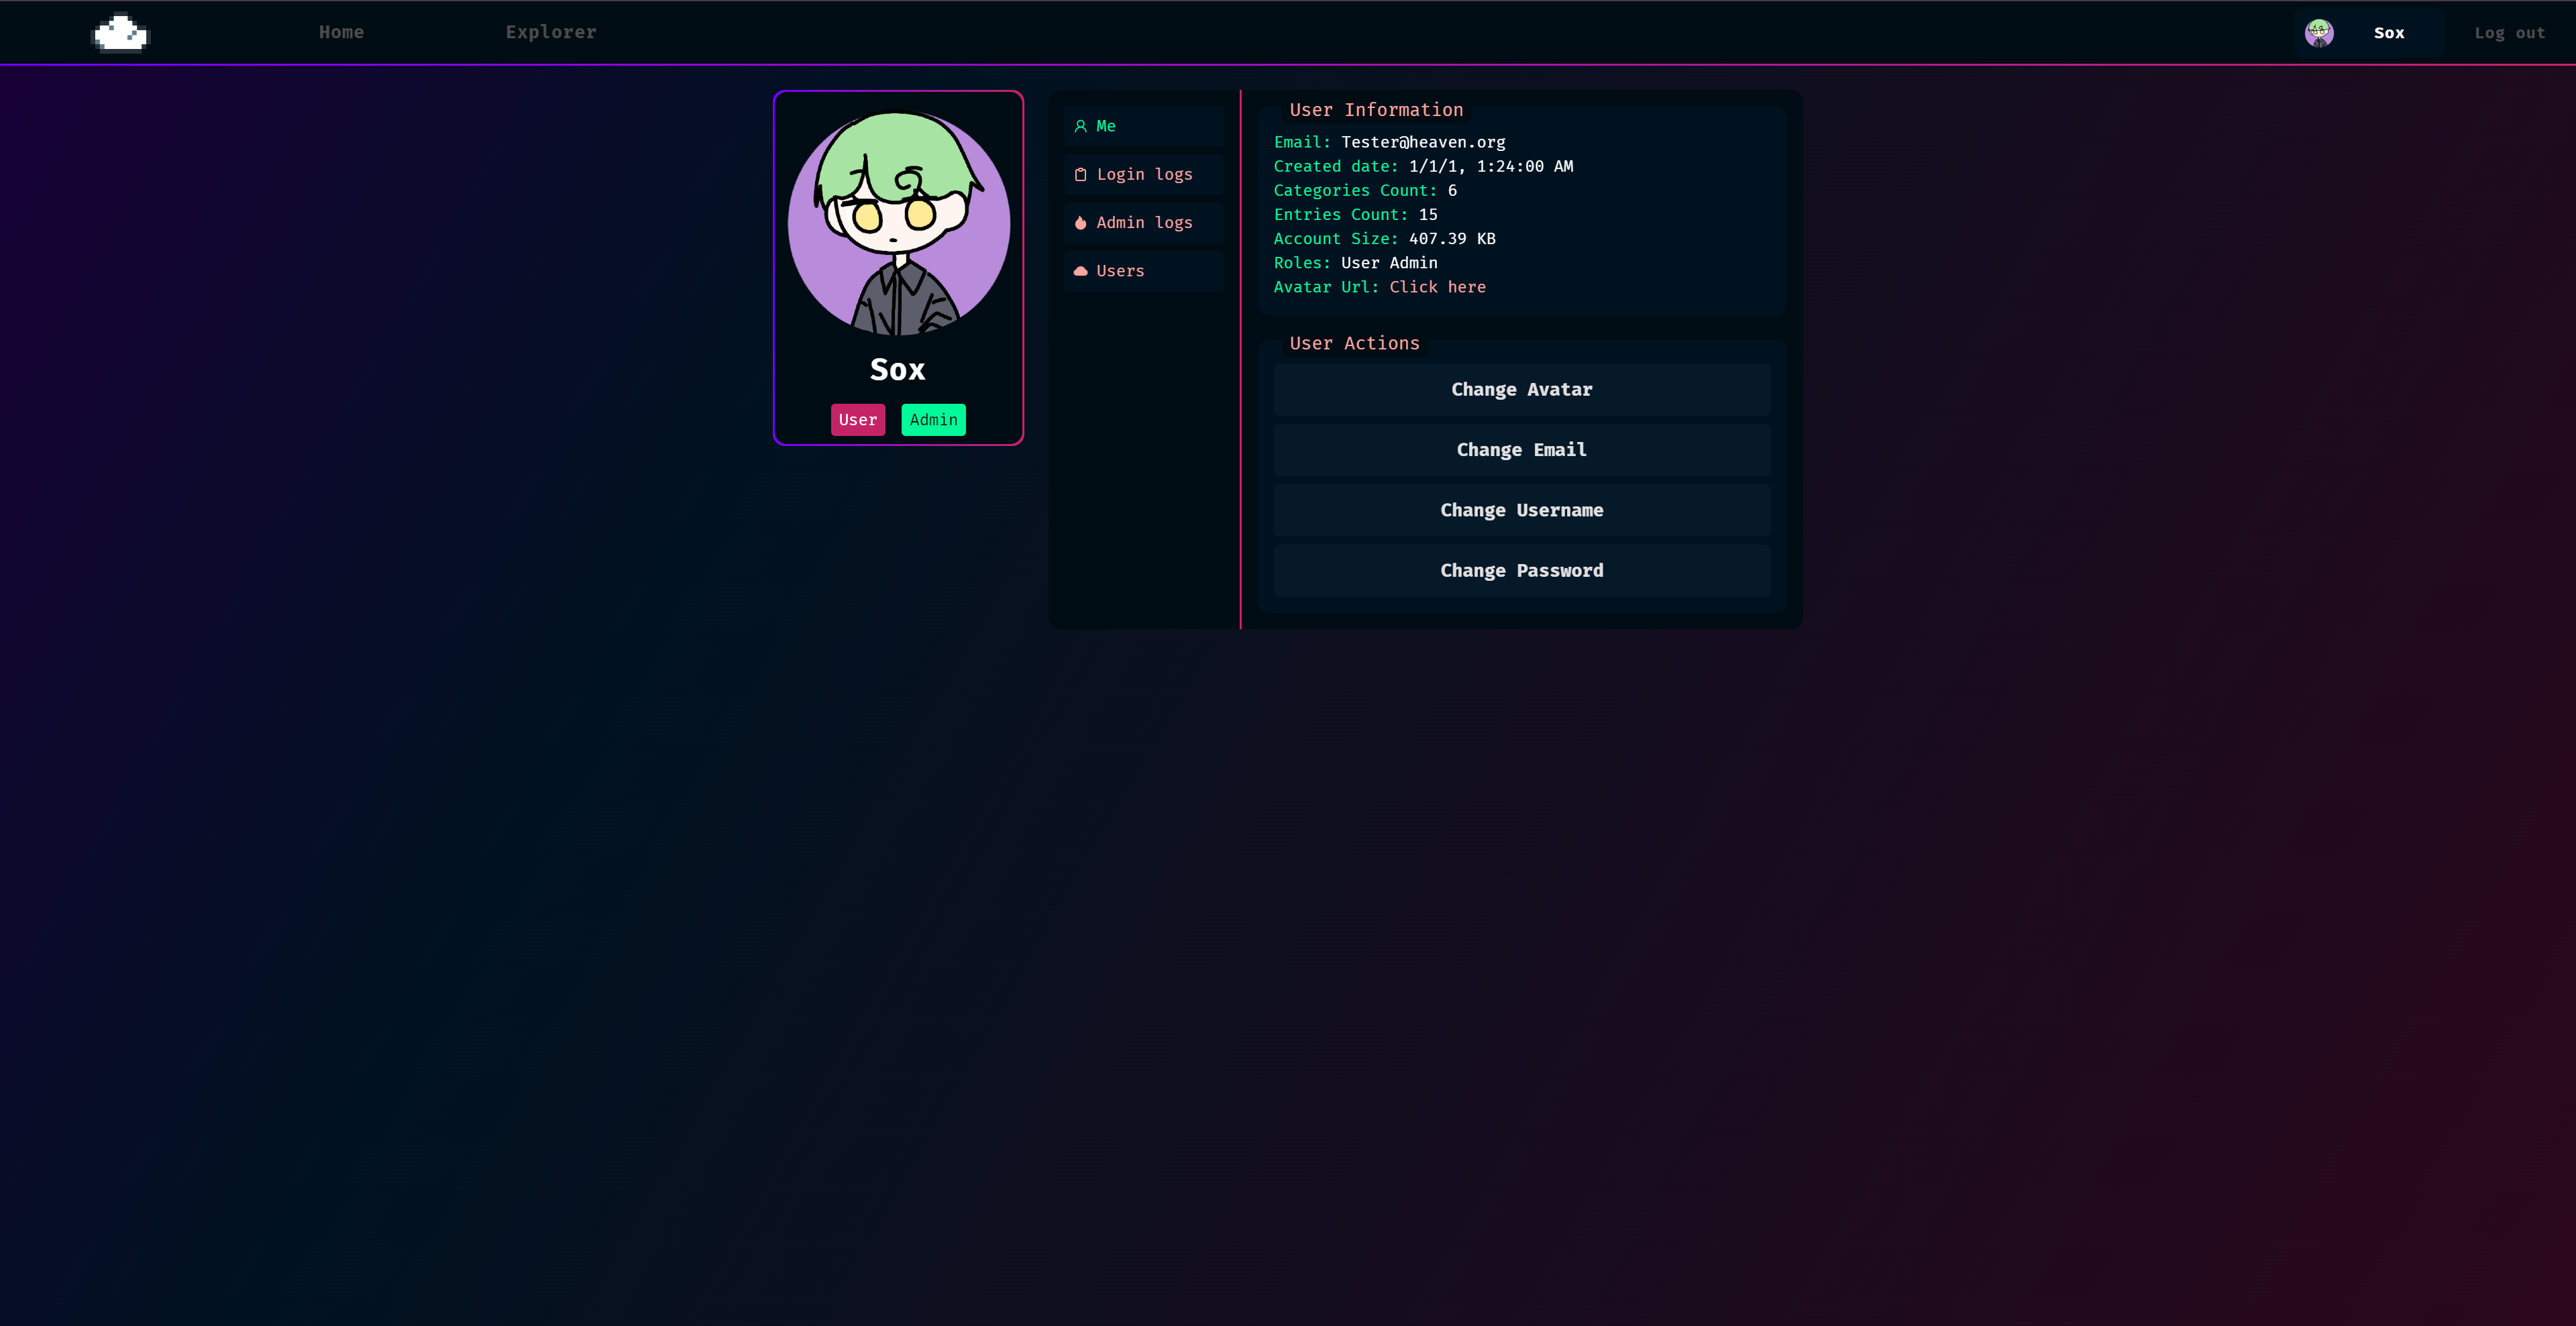 Home
Explorer
Sox
Log out
Sox
User
Admin
Me
Login logs
Admin logs
Users
User Information
Email: Tester@heaven.org
Created date: 1/1/1, 1:24:00 AM
Categories Count: 6
Entries Count: 15
Account Size: 407.39 KB
Roles: User Admin
Avatar Url: Click here
User Actions
Change Avatar
Change Email
Change Username
Change Password